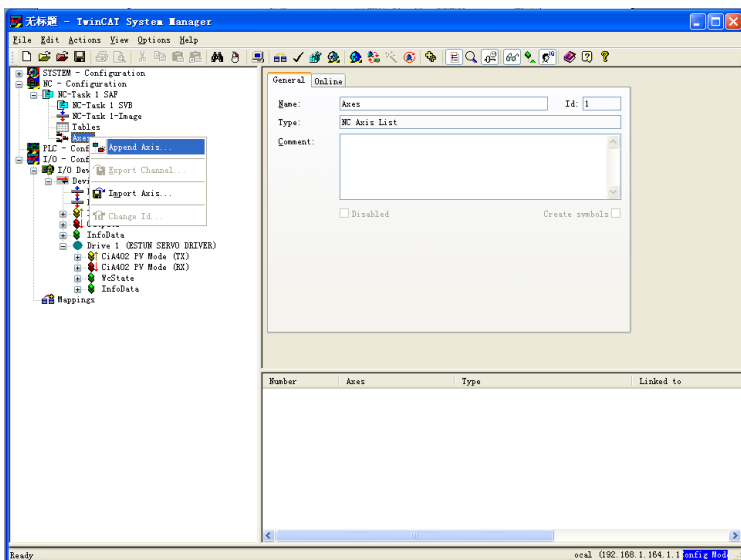 无标题 - TwinCAT System Manager
File Edit Actions View Options Help
SYSTEM - Configuration
NC - Configuration
NC-Task 1 SAF
NC-Task 1 SVB
NC-Task 1-Image
Tables
Axes
PLC - Conf
I/O - Conf
I/O Dev
Devi
InfoData
Drive 1 (ESTUN SERVO DRIVER)
CiA402 PV Mode (TX)
CiA402 PV Mode (RX)
WcState
InfoData
Mappings
Append Axis...
Export Channel...
Import Axis...
Change Id...
General Online
Name: Axes Id: 1
Type: NC Axis List
Comment:
Disabled Create symbols
Number Axes Type Linked to
Ready ocal (192.168.1.164.1.1 onfig Mod